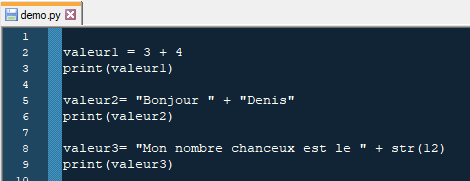 demo.py
1
2 valeur1 = 3 + 4
3 print(valeur1)
4
5 valeur2= "Bonjour " + "Denis"
6 print(valeur2)
7
8 valeur3= "Mon nombre chanceux est le " + str(12)
9 print(valeur3)